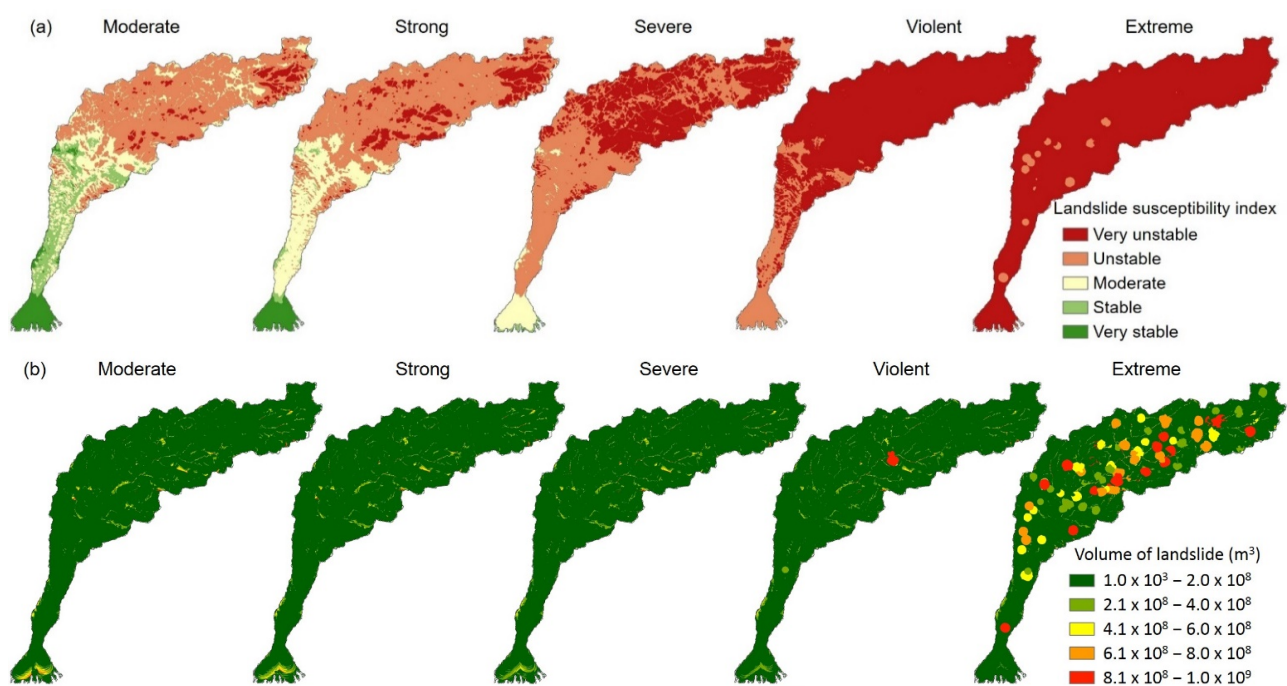 (a) Moderate Strong Severe Violent Extreme
Landslide susceptibility index
Very unstable
Unstable
Moderate
Stable
Very stable
(b) Moderate Strong Severe Violent Extreme
Volume of landslide (m³)
1.0 x 10³ – 2.0 x 10⁸
2.1 x 10⁸ – 4.0 x 10⁸
4.1 x 10⁸ – 6.0 x 10⁸
6.1 x 10⁸ – 8.0 x 10⁸
8.1 x 10⁸ – 1.0 x 10⁹